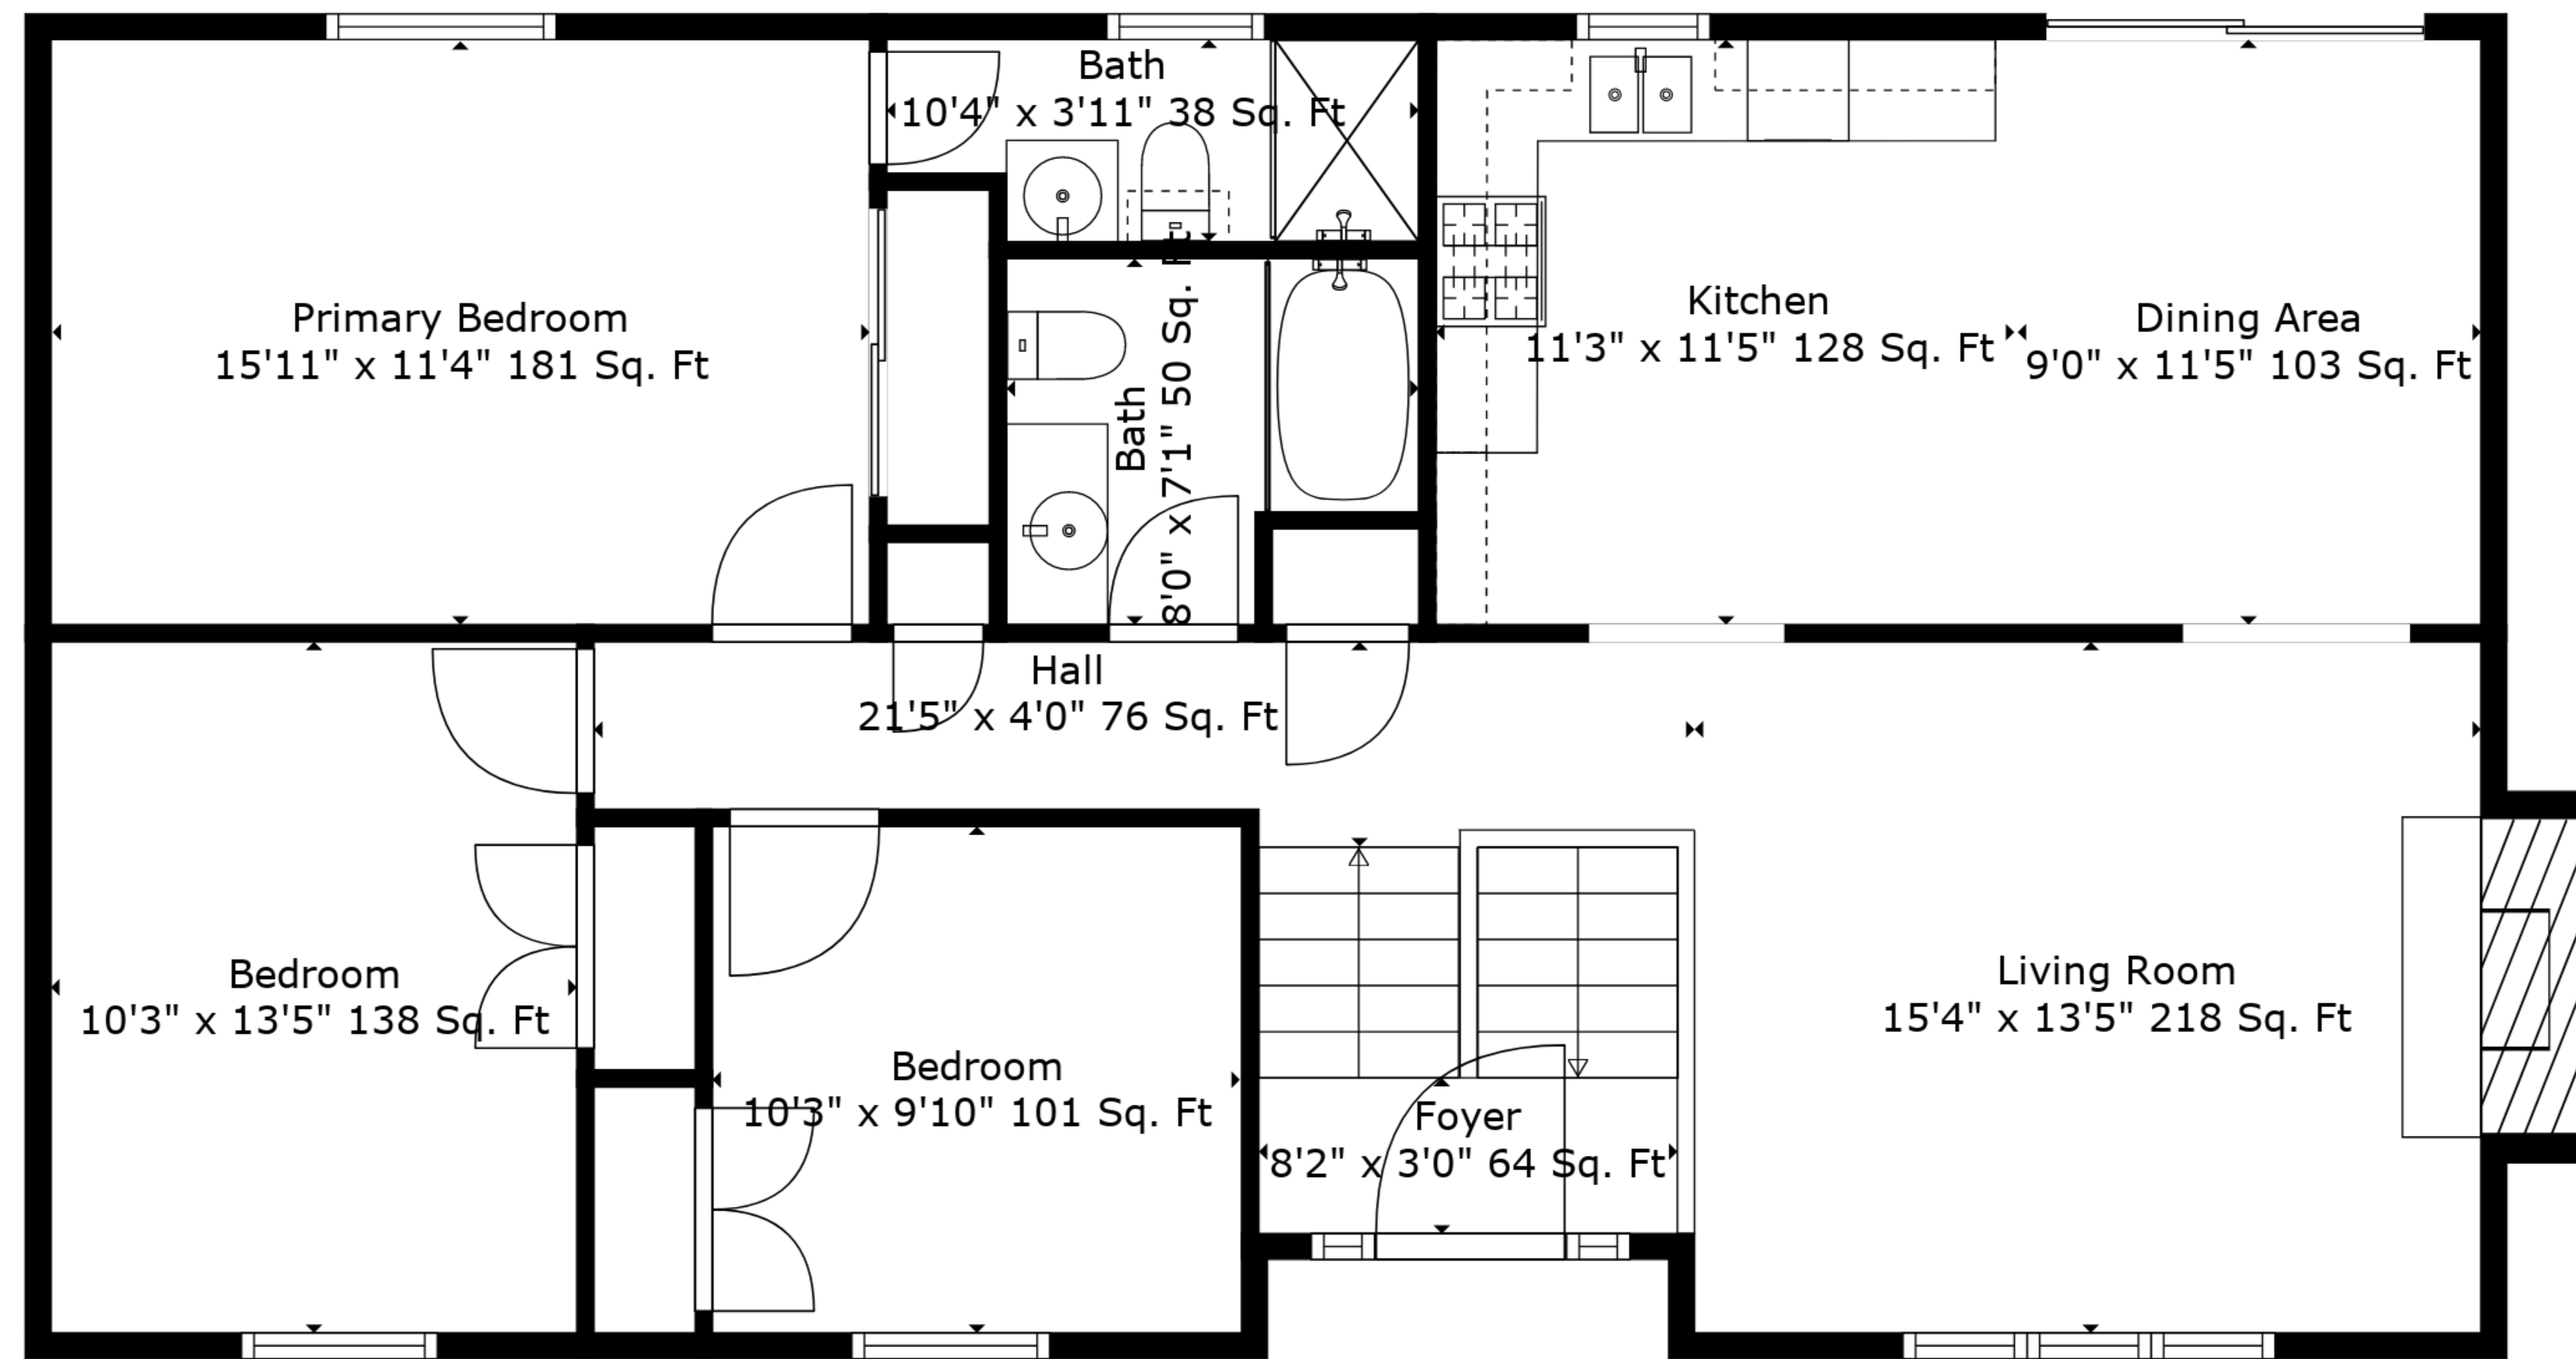 Bath
10'4" x 3'11" 38 Sq. Ft
Primary Bedroom
15'11" x 11'4" 181 Sq. Ft
Bath
8'0" x 7'1" 50 Sq. Ft
Kitchen
11'3" x 11'5" 128 Sq. Ft
Dining Area
9'0" x 11'5" 103 Sq. Ft
Hall
21'5" x 4'0" 76 Sq. Ft
Bedroom
10'3" x 13'5" 138 Sq. Ft
Bedroom
10'3" x 9'10" 101 Sq. Ft
Foyer
8'2" x 3'0" 64 Sq. Ft
Living Room
15'4" x 13'5" 218 Sq. Ft